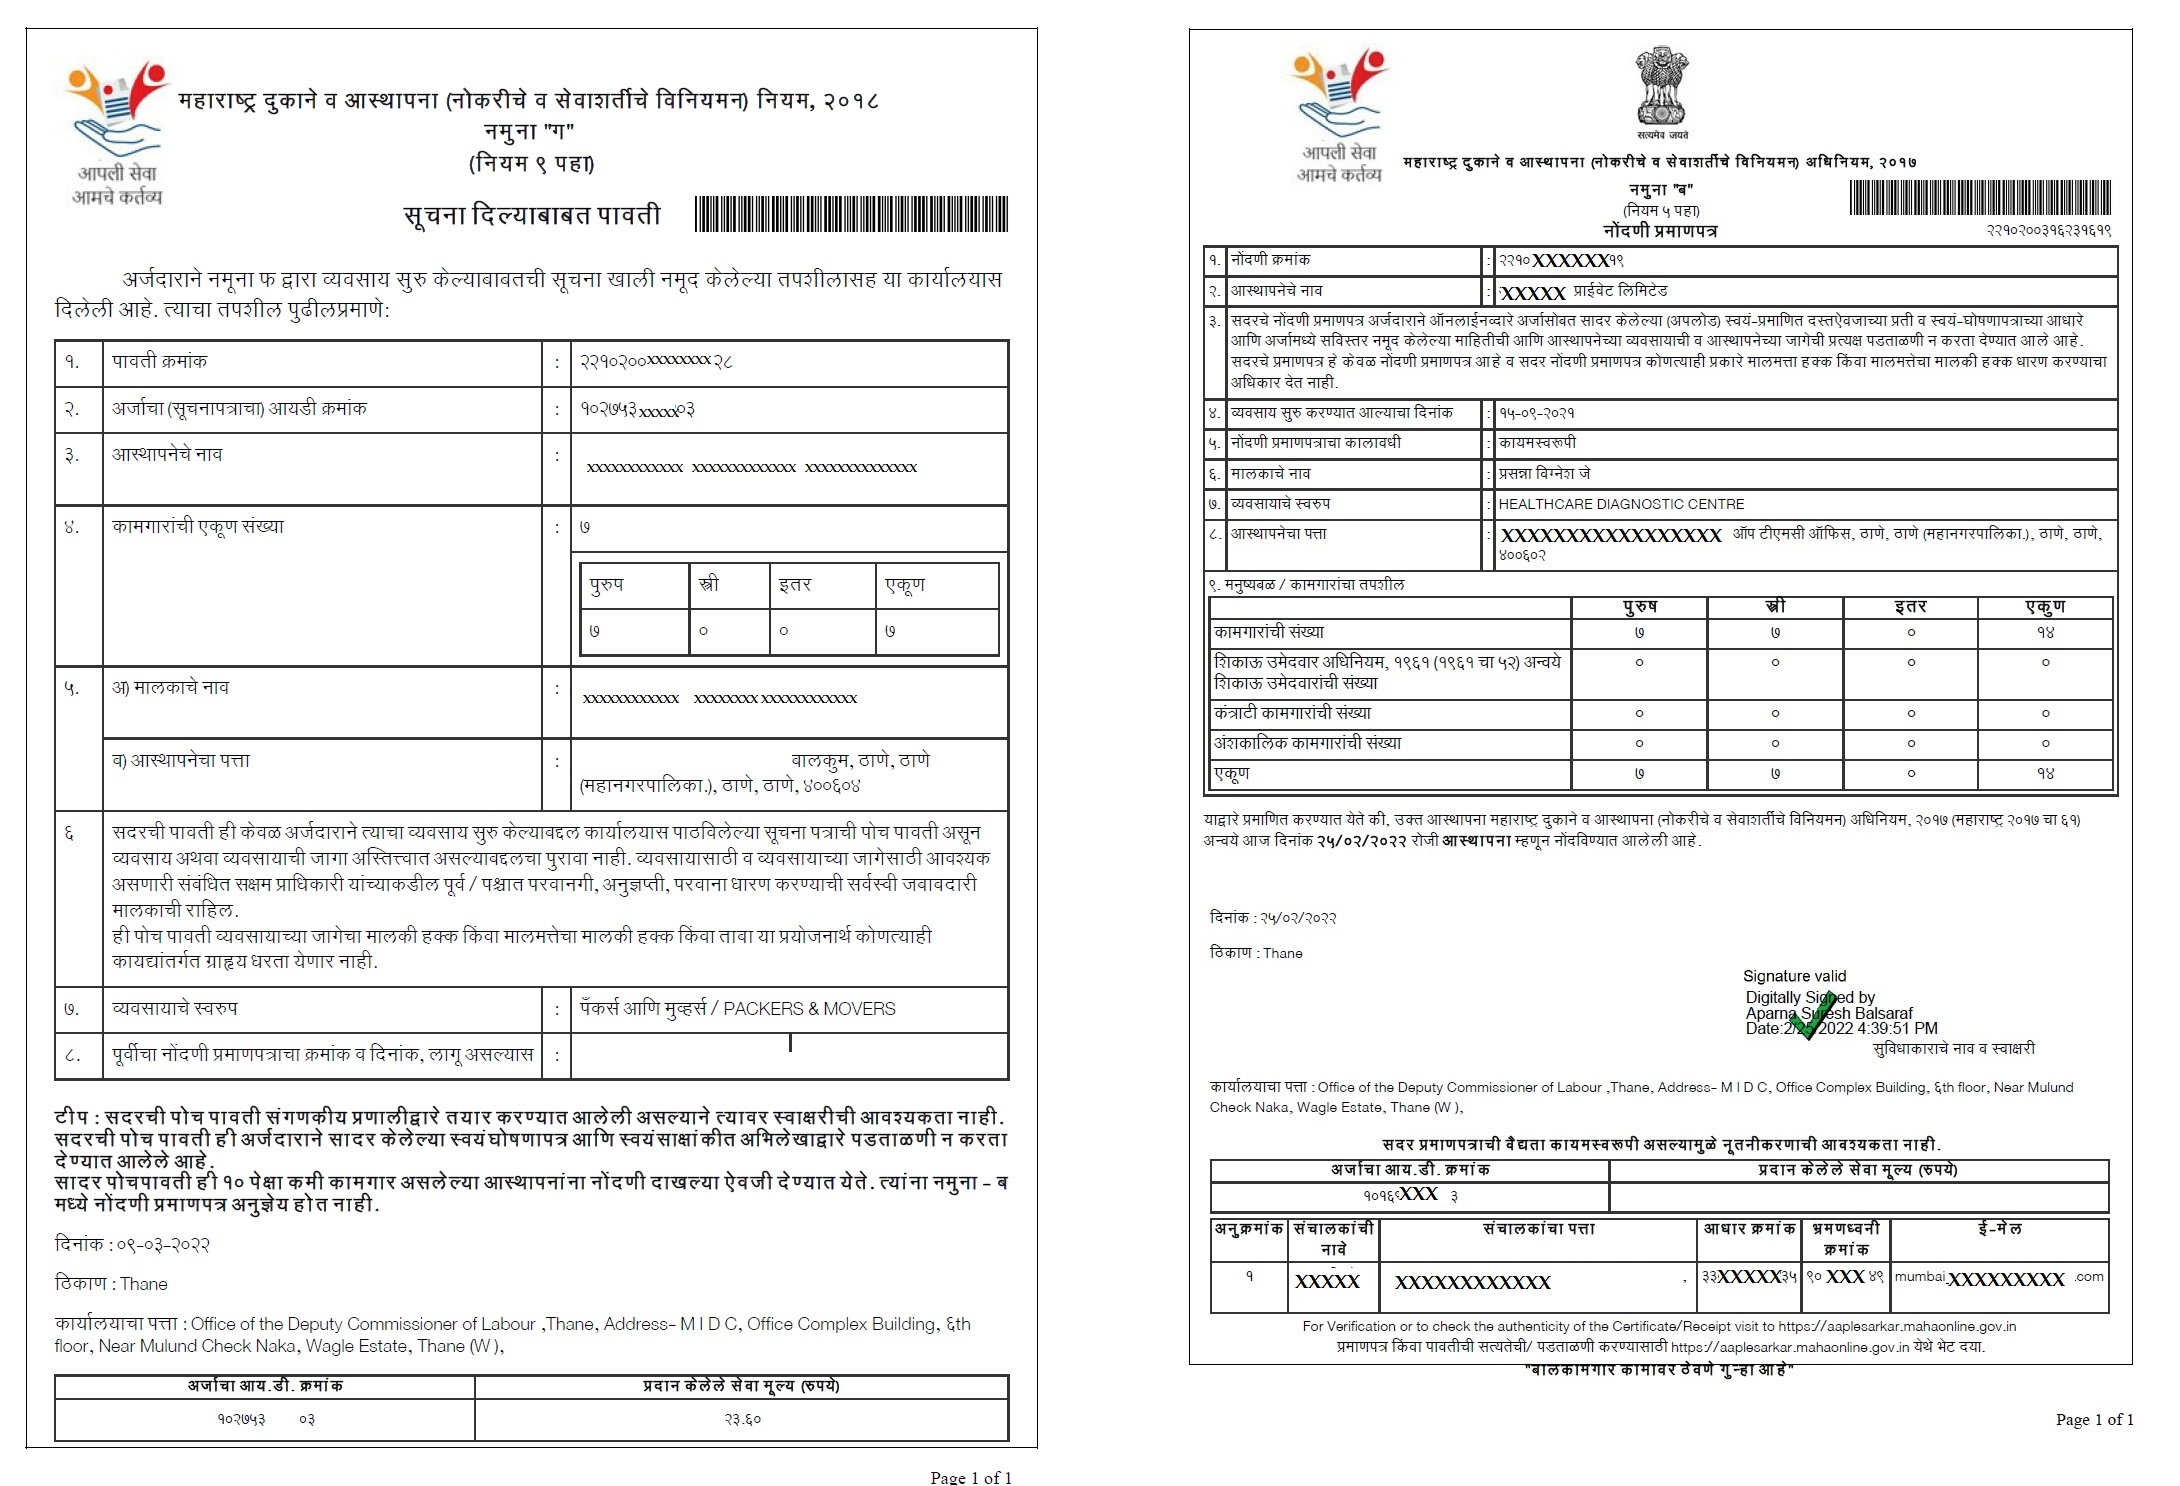 आपली सेवा
आमचे कर्तव्य
महाराष्ट्र दुकाने व आस्थापना (नोकरीचे व सेवाशर्तीचे विनियमन) नियम, २०१८
नमुना "ग"
(नियम ९ पहा)
सूचना दिल्याबाबत पावती
अर्जदाराने नमूना फ द्वारा व्यवसाय सुरु केल्याबाबतची सूचना खाली नमूद केलेल्या तपशीलासह या कार्यालयास
दिलेली आहे. त्याचा तपशील पुढीलप्रमाणे:
१. पावती क्रमांक : २२१०२००xxxxxxxx२८
२. अर्जाचा (सूचनापत्राचा) आयडी क्रमांक : १०२७५३xxxxx०३
३. आस्थापनेचे नाव : xxxxxxxxxxxx xxxxxxxxxxxxx xxxxxxxxxxxxxx
४. कामगारांची एकूण संख्या : ७
पुरुष स्त्री इतर एकूण
७ ० ० ७
५. अ) मालकाचे नाव : xxxxxxxxxxxx xxxxxxxx xxxxxxxxxxxx
ब) आस्थापनेचा पत्ता : बालकुम, ठाणे, ठाणे
(महानगरपालिका.), ठाणे, ठाणे, ४००६०४
६ सदरची पावती ही केवळ अर्जदाराने त्याचा व्यवसाय सुरु केल्याबद्दल कार्यालयास पाठविलेल्या सूचना पत्राची पोच पावती असून
व्यवसाय अथवा व्यवसायाची जागा अस्तित्त्वात असल्याबद्दलचा पुरावा नाही. व्यवसायासाठी व व्यवसायाच्या जागेसाठी आवश्यक
असणारी संबंधित सक्षम प्राधिकारी यांच्याकडील पूर्व / पश्चात परवानगी, अनुज्ञप्ती, परवाना धारण करण्याची सर्वस्वी जवाबदारी
मालकाची राहिल.
ही पोच पावती व्यवसायाच्या जागेचा मालकी हक्क किंवा मालमत्तेचा मालकी हक्क किंवा ताबा या प्रयोजनार्थ कोणत्याही
कायद्यांतर्गत ग्राहृय धरता येणार नाही.
७. व्यवसायाचे स्वरुप : पॅंकर्स आणि मुव्हर्स / PACKERS & MOVERS
८. पूर्वीचा नोंदणी प्रमाणपत्राचा क्रमांक व दिनांक, लागू असल्यास :
टीप : सदरची पोच पावती संगणकीय प्रणालीद्वारे तयार करण्यात आलेली असल्याने त्यावर स्वाक्षरीची आवश्यकता नाही.
सदरची पोच पावती ही अर्जदाराने सादर केलेल्या स्वयंघोषणापत्र आणि स्वयंसाक्षांकीत अभिलेखाद्वारे पडताळणी न करता
देण्यात आलेले आहे.
सादर पोचपावती ही १० पेक्षा कमी कामगार असलेल्या आस्थापनांना नोंदणी दाखल्या ऐवजी देण्यात येते. त्यांना नमुना - ब
मध्ये नोंदणी प्रमाणपत्र अनुज्ञेय होत नाही.
दिनांक : ०९-०३-२०२२
ठिकाण : Thane
कार्यालयाचा पत्ता : Office of the Deputy Commissioner of Labour ,Thane, Address- M I D C, Office Complex Building, ६th
floor, Near Mulund Check Naka, Wagle Estate, Thane (W ),
अर्जाचा आय.डी. क्रमांक प्रदान केलेले सेवा मूल्य (रुपये)
१०२७५३ ०३ २३.६०
Page 1 of 1
आपली सेवा
आमचे कर्तव्य
सत्यमेव जयते
महाराष्ट्र दुकाने व आस्थापना (नोकरीचे व सेवाशर्तीचे विनियमन) अधिनियम, २०१७
नमुना "ब"
(नियम ५ पहा)
नोंदणी प्रमाणपत्र
२२१०२००३१६२३१६१९
१. नोंदणी क्रमांक : २२१०XXXXXX१९
२. आस्थापनेचे नाव : XXXXX प्राईवेट लिमिटेड
३. सदरचे नोंदणी प्रमाणपत्र अर्जदाराने ऑनलाईनव्दारे अर्जासोबत सादर केलेल्या (अपलोड) स्वयं-प्रमाणित दस्तऐवजाच्या प्रती व स्वयं-घोषणापत्राच्या आधारे
आणि अर्जामध्ये सविस्तर नमूद केलेल्या माहितीची आणि आस्थापनेच्या व्यवसायाची व आस्थापनेच्या जागेची प्रत्यक्ष पडताळणी न करता देण्यात आले आहे.
सदरचे प्रमाणपत्र हे केवळ नोंदणी प्रमाणपत्र आहे व सदर नोंदणी प्रमाणपत्र कोणत्याही प्रकारे मालमत्ता हक्क किंवा मालमत्तेचा मालकी हक्क धारण करण्याचा
अधिकार देत नाही.
४. व्यवसाय सुरु करण्यात आल्याचा दिनांक : १५-०९-२०२१
५. नोंदणी प्रमाणपत्राचा कालावधी : कायमस्वरूपी
६. मालकाचे नाव : प्रसन्ना विग्नेश जे
७. व्यवसायाचे स्वरुप : HEALTHCARE DIAGNOSTIC CENTRE
८. आस्थापनेचा पत्ता : XXXXXXXXXXXXXXXXX ऑप टीएमसी ऑफिस, ठाणे, ठाणे (महानगरपालिका.), ठाणे, ठाणे,
४००६०२
९. मनुष्यबळ / कामगारांचा तपशील
पुरुष स्त्री इतर एकुण
कामगारांची संख्या ७ ७ ० १४
शिकाऊ उमेदवार अधिनियम, १९६१ (१९६१ चा ५२) अन्वये
शिकाऊ उमेदवारांची संख्या ० ० ० ०
कंत्राटी कामगारांची संख्या ० ० ० ०
अंशकालिक कामगारांची संख्या ० ० ० ०
एकूण ७ ७ ० १४
याद्वारे प्रमाणित करण्यात येते की, उक्त आस्थापना महाराष्ट्र दुकाने व आस्थापना (नोकरीचे व सेवाशर्तीचे विनियमन) अधिनियम, २०१७ (महाराष्ट्र २०१७ चा ६१)
अन्वये आज दिनांक २५/०२/२०२२ रोजी आस्थापना म्हणून नोंदविण्यात आलेली आहे.
दिनांक : २५/०२/२०२२
ठिकाण : Thane
Signature valid
Digitally Signed by
Aparna Suresh Balsaraf
Date:2/25/2022 4:39:51 PM
सुविधाकाराचे नाव व स्वाक्षरी
कार्यालयाचा पत्ता : Office of the Deputy Commissioner of Labour ,Thane, Address- M I D C, Office Complex Building, ६th floor, Near Mulund
Check Naka, Wagle Estate, Thane (W ),
सदर प्रमाणपत्राची वैद्यता कायमस्वरूपी असल्यामुळे नूतनीकरणाची आवश्यकता नाही.
अर्जाचा आय.डी. क्रमांक प्रदान केलेले सेवा मूल्य (रुपये)
१०१६९XXX ३
अनुक्रमांक संचालकांची नावे संचालकांचा पत्ता आधार क्रमांक भ्रमणध्वनी क्रमांक ई-मेल
१ XXXXX XXXXXXXXXXXX , ३३XXXXX३५ ९० XXX ४९ mumbai_XXXXXXXXX .com
For Verification or to check the authenticity of the Certificate/Receipt visit to https://aaplesarkar.mahaonline.gov.in
प्रमाणपत्र किंवा पावतीची सत्यतेची/ पडताळणी करण्यासाठी https://aaplesarkar.mahaonline.gov.in येथे भेट दया.
"बालकामगार कामावर ठेवणे गुऱ्हा आहे"
Page 1 of 1